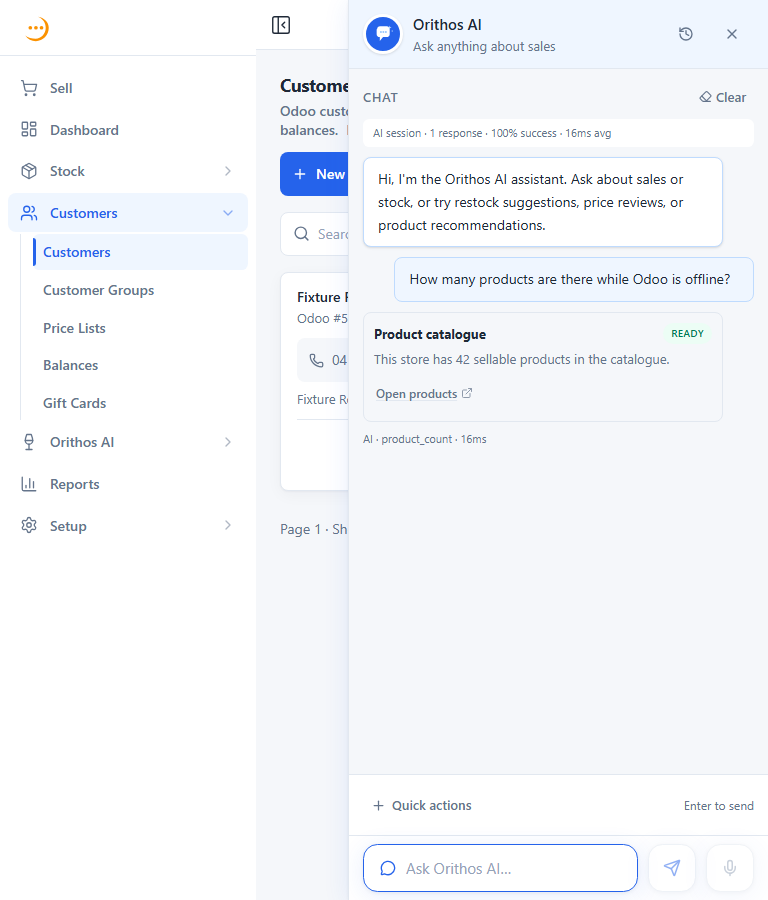 Sell
Dashboard
Stock
Customers
Customers
Customer Groups
Price Lists
Balances
Gift Cards
Orithos AI
Reports
Setup
Custome
Odoo custo
balances.
New
Searc
Fixture R
Odoo #5
04
Fixture Re
Page 1 · Sh
Orithos AI
Ask anything about sales
CHAT
Clear
AI session · 1 response · 100% success · 16ms avg
Hi, I'm the Orithos AI assistant. Ask about sales or
stock, or try restock suggestions, price reviews, or
product recommendations.
How many products are there while Odoo is offline?
Product catalogue
READY
This store has 42 sellable products in the catalogue.
Open products
AI · product_count · 16ms
Quick actions
Enter to send
Ask Orithos AI...